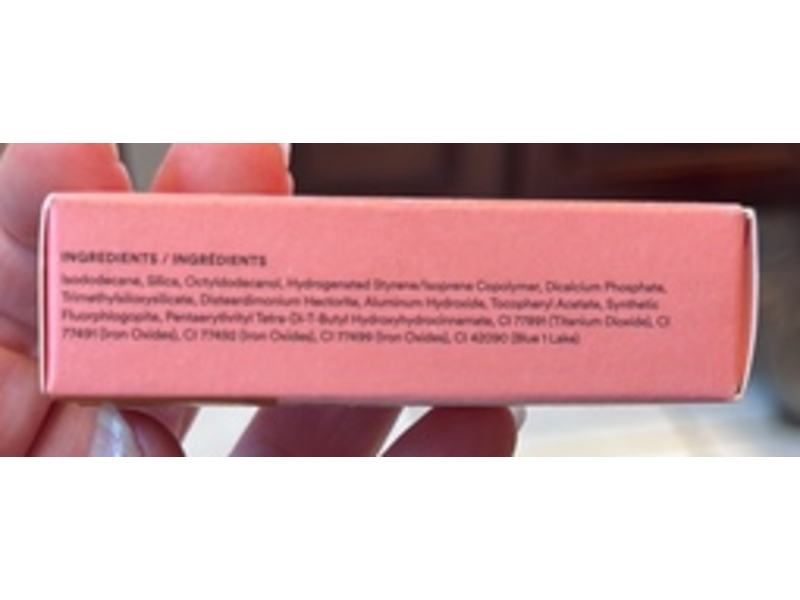 INGREDIENTS / INGRÉDIENTS
Isododecane, Silica, Octyldodecanol, Hydrogenated Styrene/Isoprene Copolymer, Dicalcium Phosphate,
Trimethylsiloxysilicate, Disteardimonium Hectorite, Aluminum Hydroxide, Tocopheryl Acetate, Synthetic
Fluorphlogopite, Pentaerythrityl Tetra-Di-T-Butyl Hydroxyhydrocinnamate, CI 77891 (Titanium Dioxide), CI
77491 (Iron Oxides), CI 77492 (Iron Oxides), CI 77499 (Iron Oxides), CI 42090 (Blue 1 Lake)